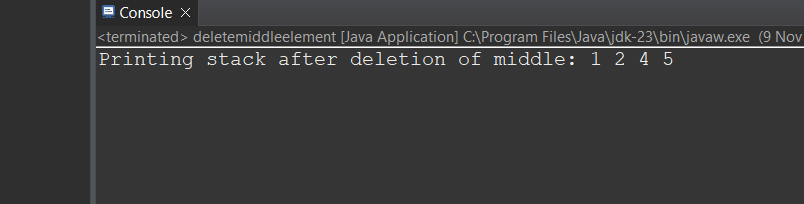 Console
<terminated> deletemiddleelement [Java Application] C:\Program Files\Java\jdk-23\bin\javaw.exe (9 Nov
Printing stack after deletion of middle: 1 2 4 5